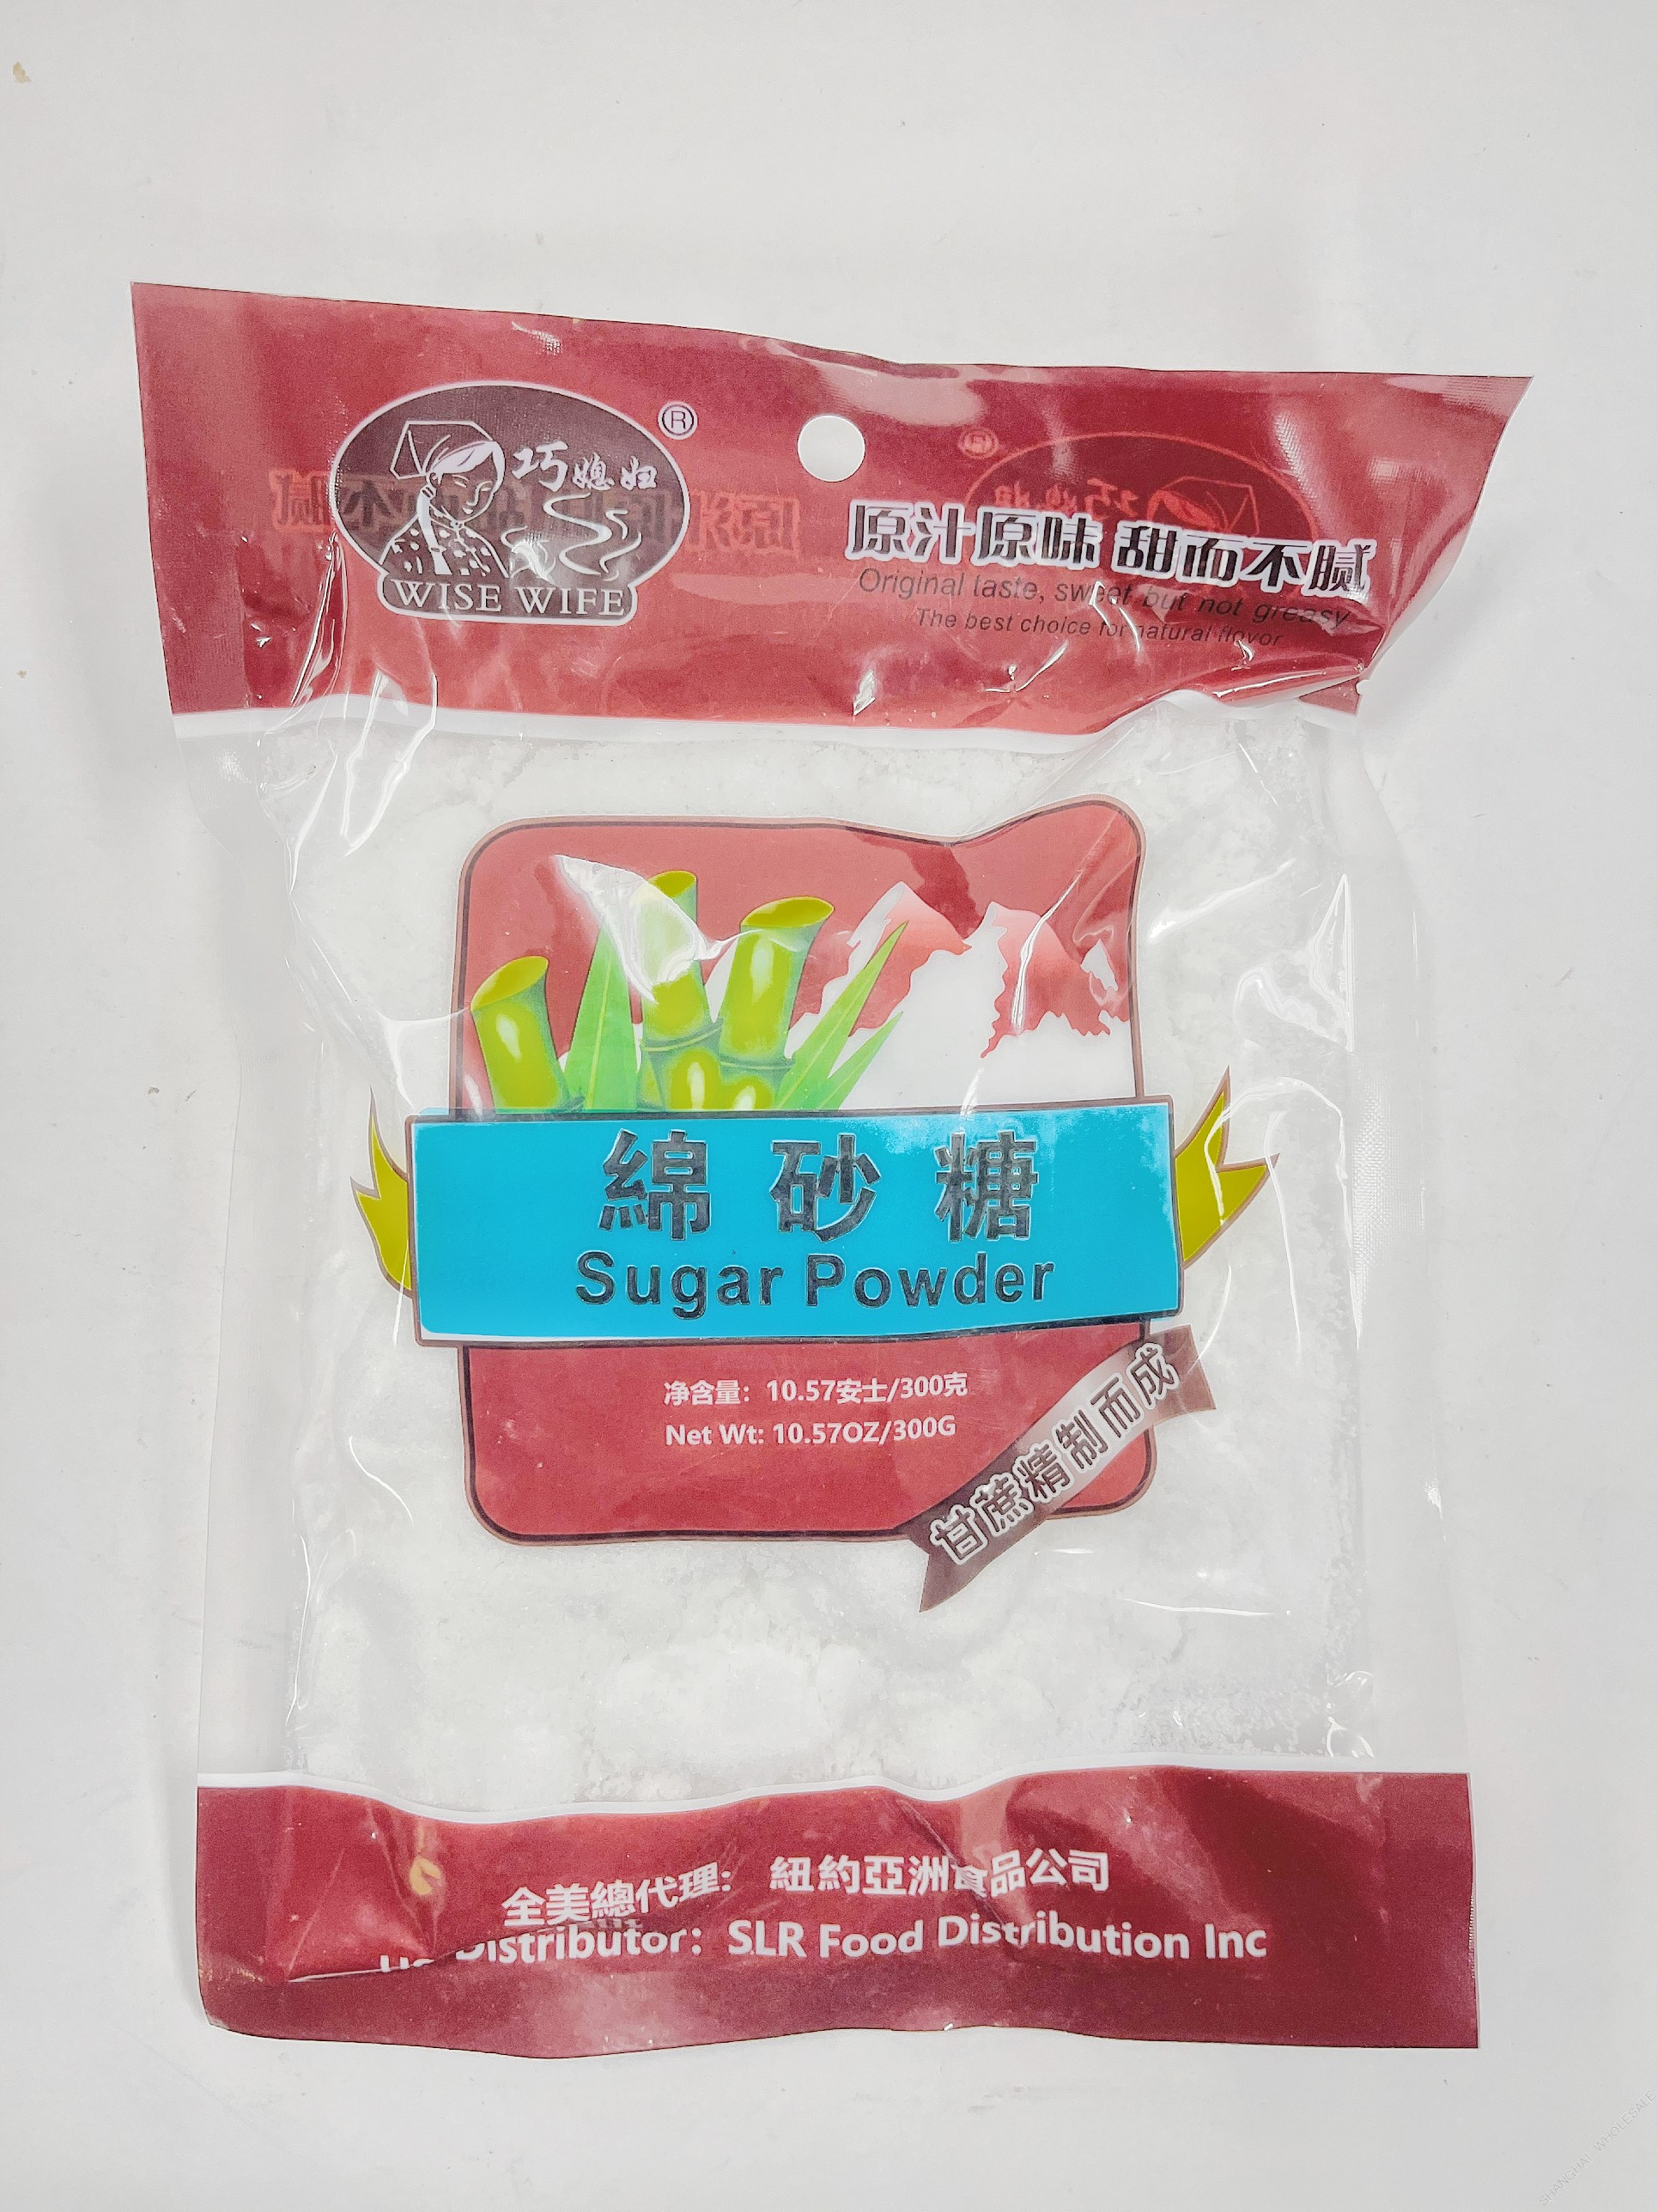 巧媳妇
®
WISE WIFE
原汁原味 甜而不腻
Original taste, sweet but not greasy
The best choice for natural flavor
綿砂糖
Sugar Powder
净含量：10.57安士/300克
Net Wt: 10.57OZ/300G
甘蔗精制而成
全美總代理： 紐約亞洲食品公司
Distributor： SLR Food Distribution Inc
SHANGHAI WHOLESALE